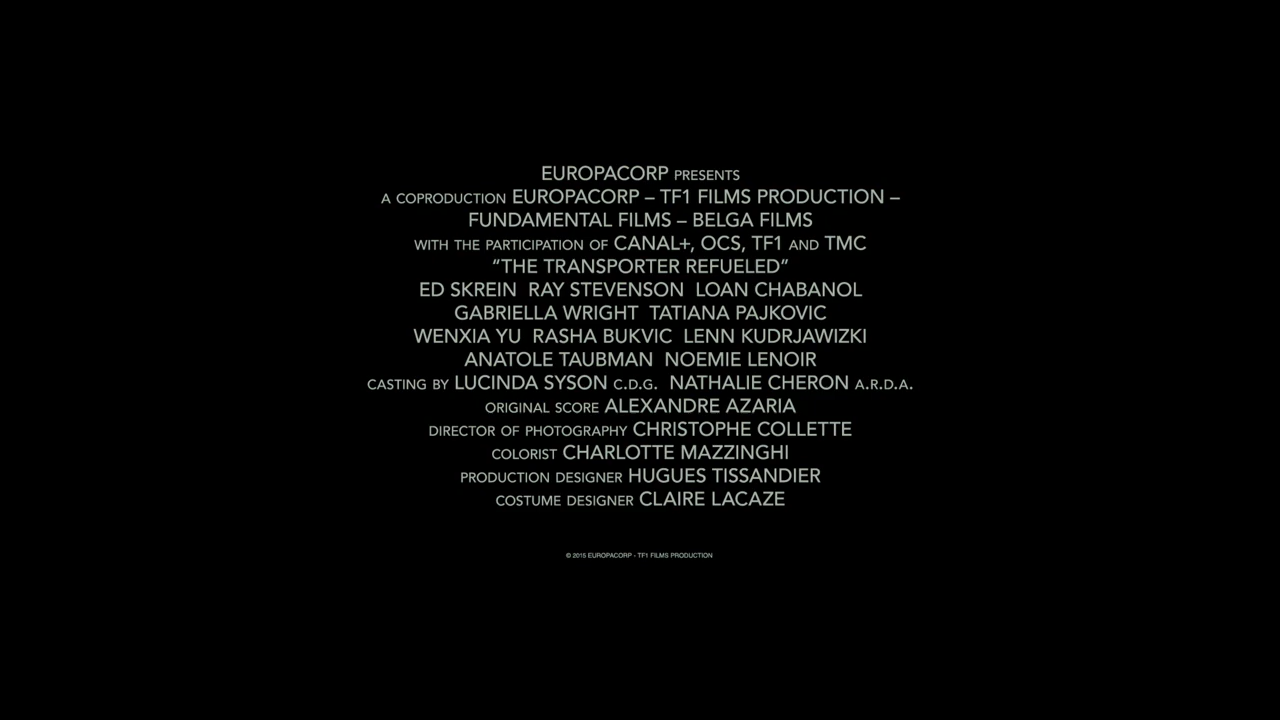 EUROPACORP PRESENTS
A COPRODUCTION EUROPACORP – TF1 FILMS PRODUCTION –
FUNDAMENTAL FILMS – BELGA FILMS
WITH THE PARTICIPATION OF CANAL+, OCS, TF1 AND TMC
“THE TRANSPORTER REFUELED”
ED SKREIN RAY STEVENSON LOAN CHABANOL
GABRIELLA WRIGHT TATIANA PAJKOVIC
WENXIA YU RASHA BUKVIC LENN KUDRJAWIZKI
ANATOLE TAUBMAN NOEMIE LENOIR
CASTING BY LUCINDA SYSON C.D.G. NATHALIE CHERON A.R.D.A.
ORIGINAL SCORE ALEXANDRE AZARIA
DIRECTOR OF PHOTOGRAPHY CHRISTOPHE COLLETTE
COLORIST CHARLOTTE MAZZINGHI
PRODUCTION DESIGNER HUGUES TISSANDIER
COSTUME DESIGNER CLAIRE LACAZE
© 2015 EUROPACORP - TF1 FILMS PRODUCTION